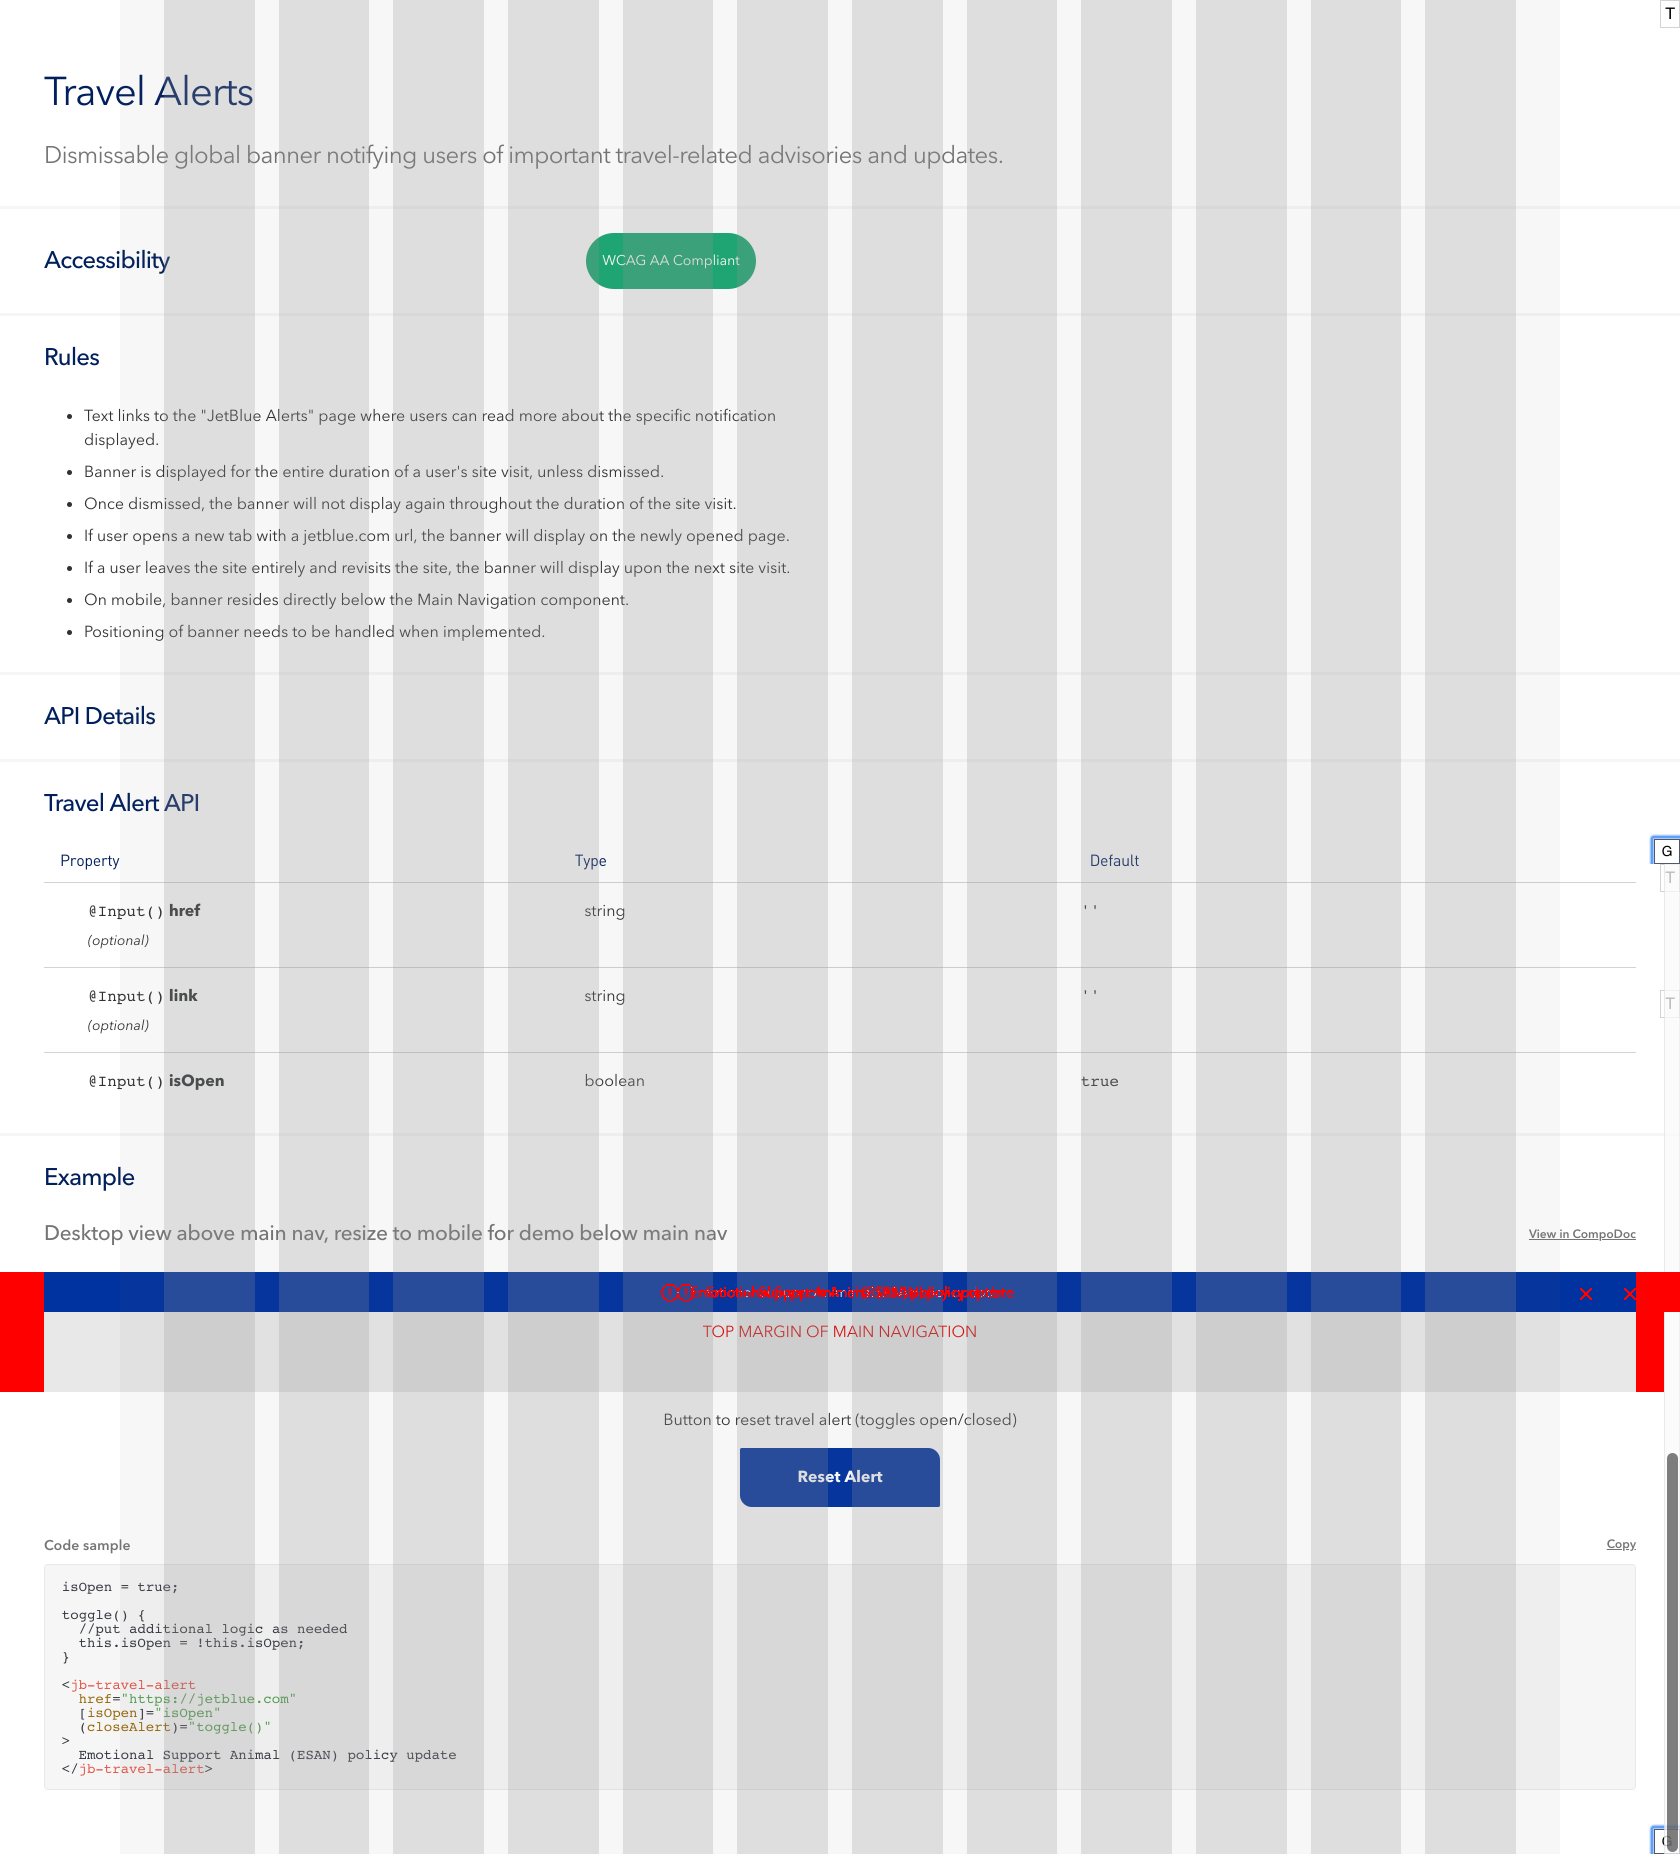 T
Travel Alerts
Dismissable global banner notifying users of important travel-related advisories and updates.
Accessibility
WCAG AA Compliant
Rules
• Text links to the "JetBlue Alerts" page where users can read more about the specific notification
displayed.
• Banner is displayed for the entire duration of a user's site visit, unless dismissed.
• Once dismissed, the banner will not display again throughout the duration of the site visit.
• If user opens a new tab with a jetblue.com url, the banner will display on the newly opened page.
• If a user leaves the site entirely and revisits the site, the banner will display upon the next site visit.
• On mobile, banner resides directly below the Main Navigation component.
• Positioning of banner needs to be handled when implemented.
API Details
Travel Alert API
Property Type Default
G
T
@Input() href string ''
(optional)
@Input() link string ''
T
(optional)
@Input() isOpen boolean true
Example
Desktop view above main nav, resize to mobile for demo below main nav
View in CompoDoc
TOP MARGIN OF MAIN NAVIGATION
Button to reset travel alert (toggles open/closed)
Reset Alert
Code sample
Copy
isOpen = true;
toggle() {
//put additional logic as needed
this.isOpen = !this.isOpen;
}
<jb-travel-alert
href="https://jetblue.com"
[isOpen]="isOpen"
(closeAlert)="toggle()"
>
Emotional Support Animal (ESAN) policy update
</jb-travel-alert>
G